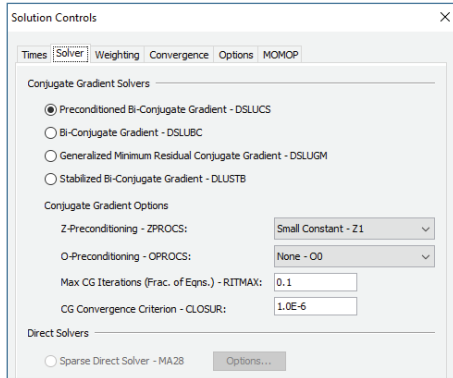 Solution Controls
Times Solver Weighting Convergence Options MOMOP
Conjugate Gradient Solvers
Preconditioned Bi-Conjugate Gradient - DSLUCS
Bi-Conjugate Gradient - DSLUBC
Generalized Minimum Residual Conjugate Gradient - DSLUGM
Stabilized Bi-Conjugate Gradient - DLUSTB
Conjugate Gradient Options
Z-Preconditioning - ZPROCS: Small Constant - Z1
O-Preconditioning - OPROCS: None - O0
Max CG Iterations (Frac. of Eqns.) - RITMAX: 0.1
CG Convergence Criterion - CLOSUR: 1.0E-6
Direct Solvers
Sparse Direct Solver - MA28 Options...